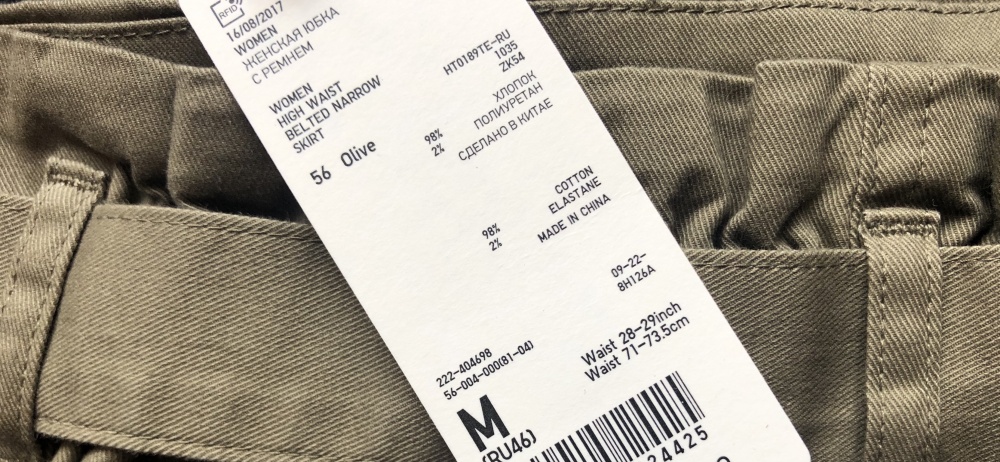 RFID
16/08/2017
WOMEN
ЖЕНСКАЯ ЮБКА
С РЕМНЕМ
WOMEN
HIGH WAIST
BELTED NARROW
SKIRT
56 Olive
HT0189TE-RU
1035
ZK54
98% ХЛОПОК
2% ПОЛИУРЕТАН
СДЕЛАНО В КИТАЕ
98% COTTON
2% ELASTANE
MADE IN CHINA
09-22-
8H126A
222-404698
56-004-000(81-04)
Waist 28-29inch
Waist 71-73.5cm
M
(RU46)
24425